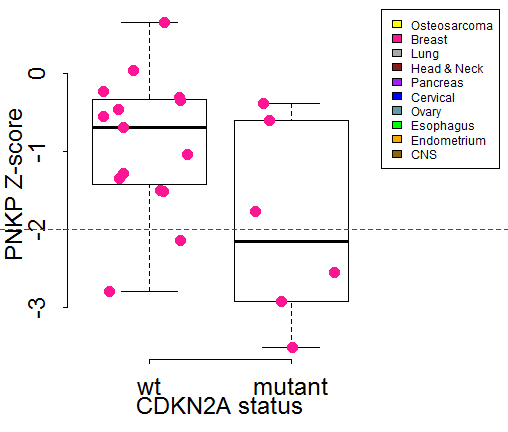 Osteosarcoma
Breast
Lung
Head & Neck
Pancreas
Cervical
Ovary
Esophagus
Endometrium
CNS
PNKP Z-score
0
-1
-2
-3
wt mutant
CDKN2A status